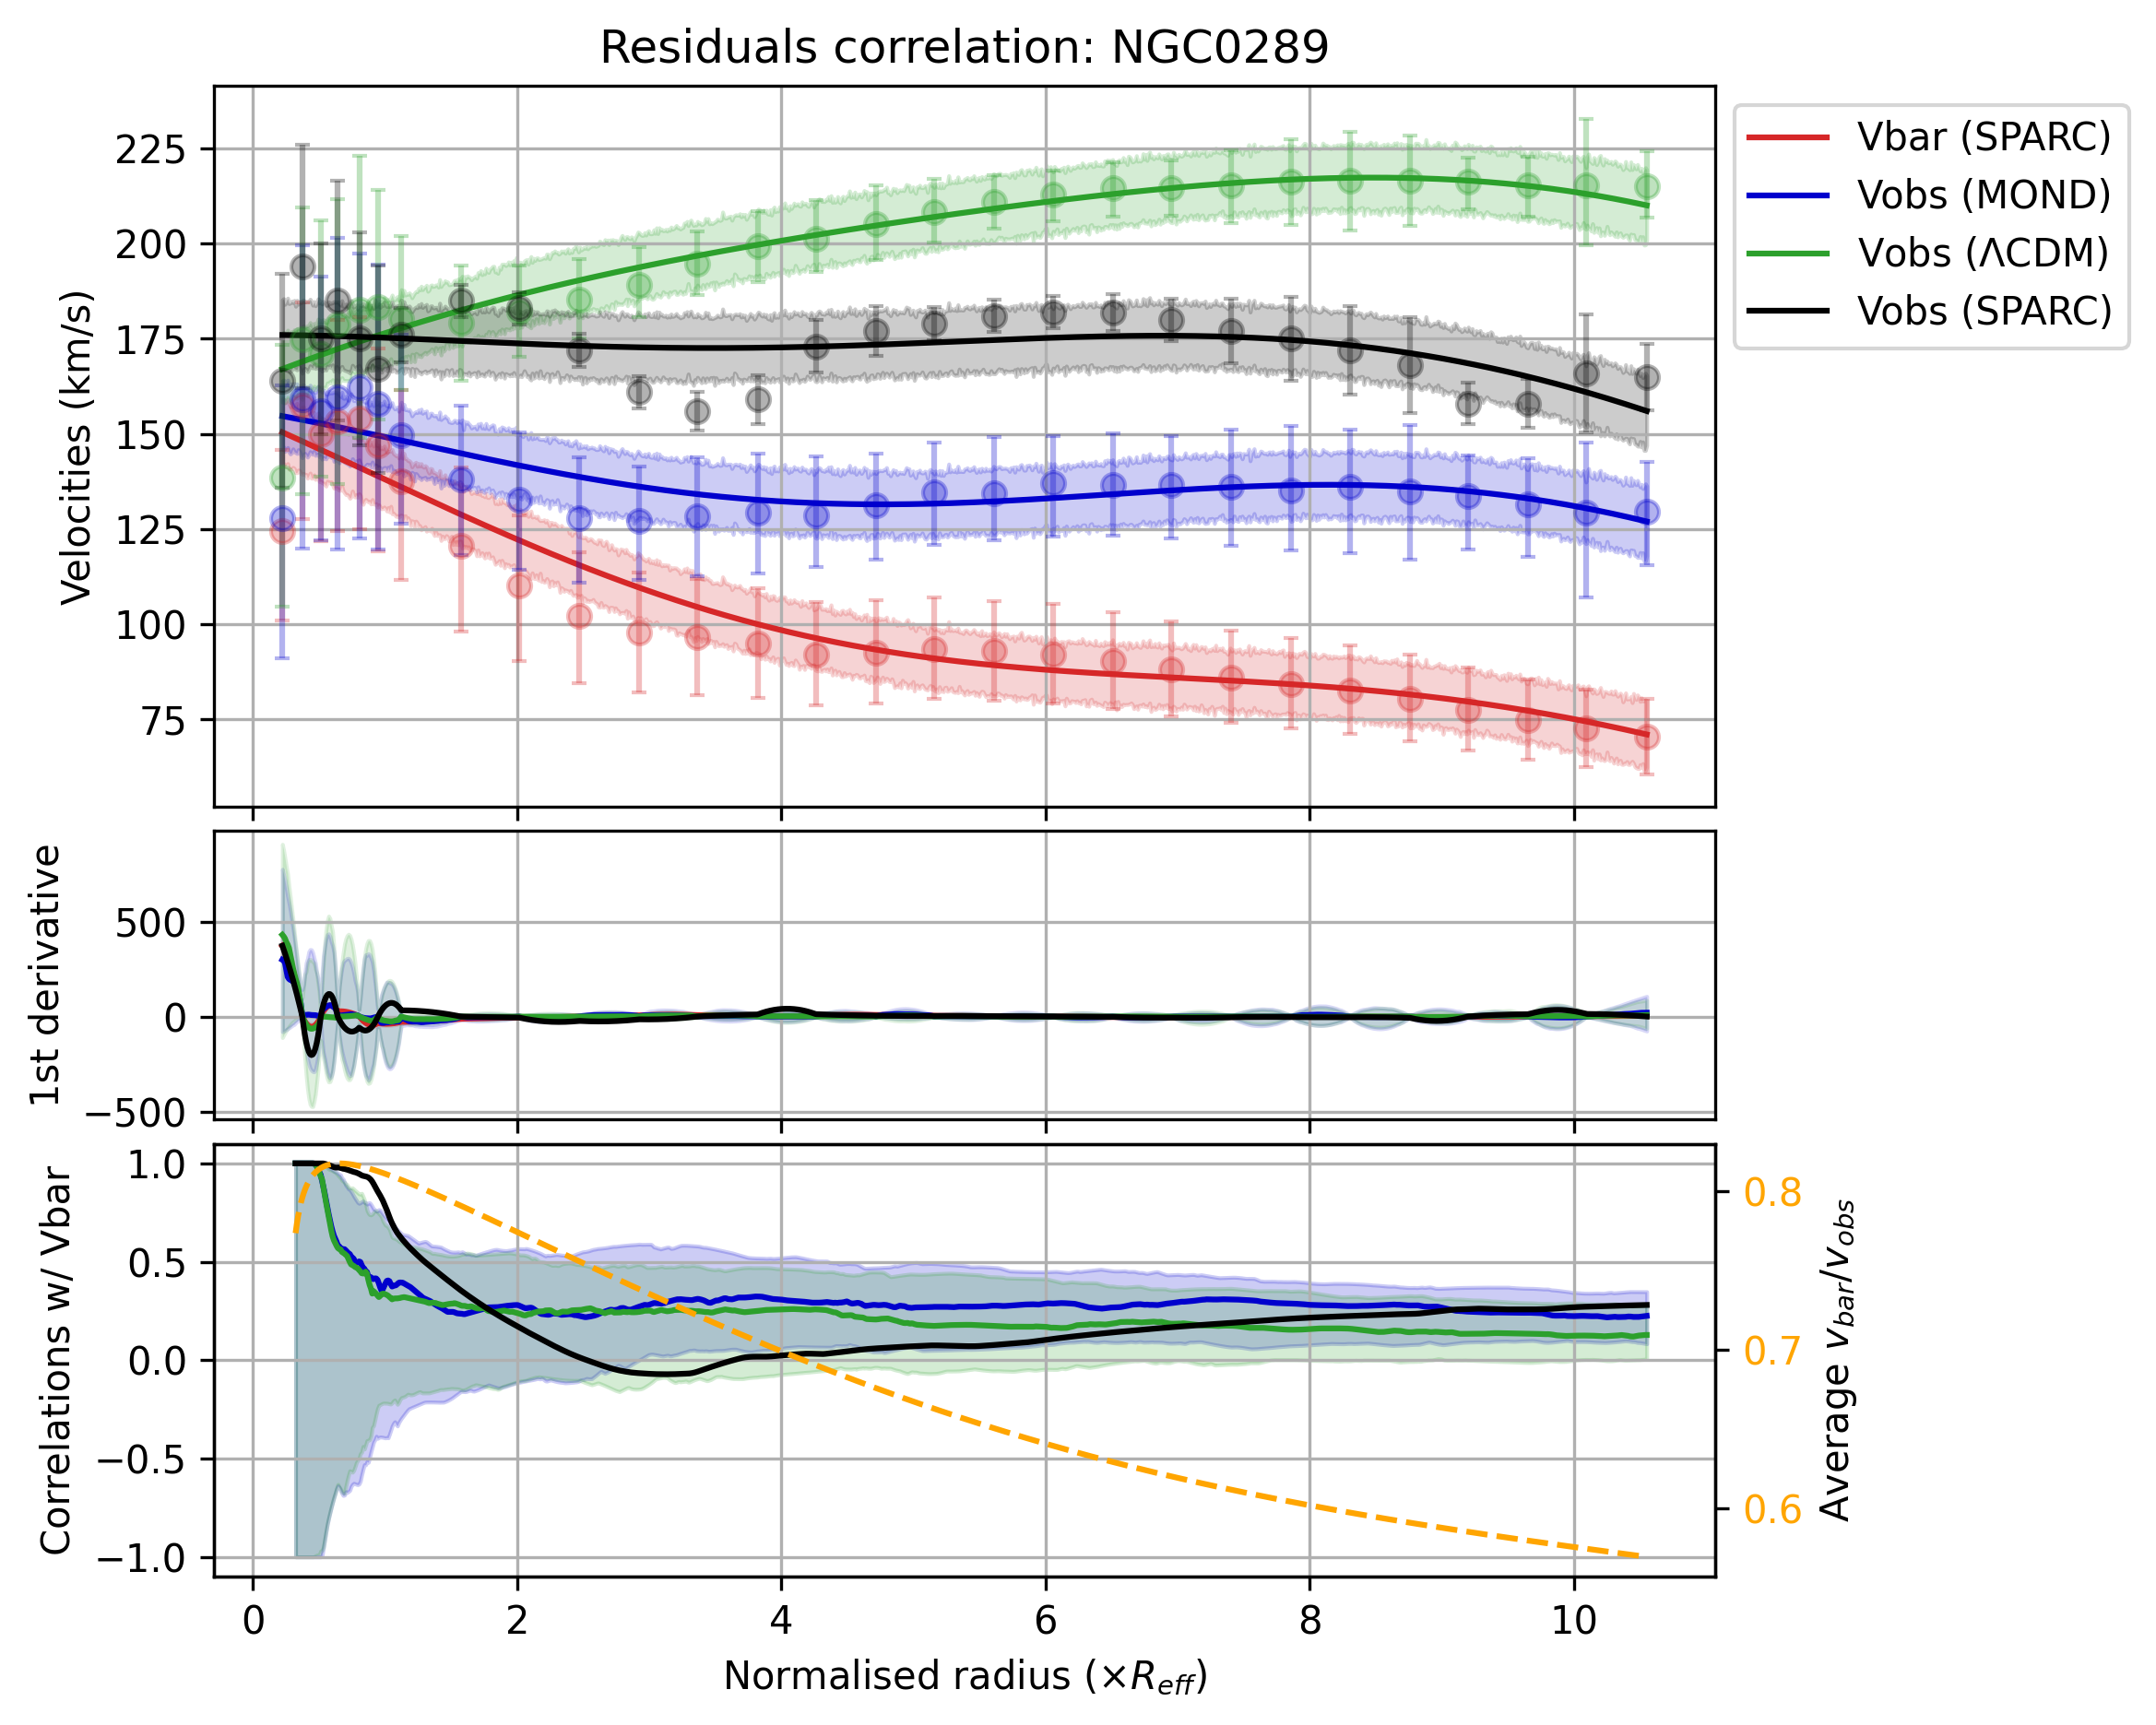 Residuals correlation: NGC0289
Velocities (km/s)
225
200
175
150
125
100
75
Vbar (SPARC)
Vobs (MOND)
Vobs (ΛCDM)
Vobs (SPARC)
1st derivative
500
0
−500
Correlations w/ Vbar
1.0
0.5
0.0
−0.5
−1.0
0.8
0.7
0.6
Average v_bar/v_obs
0 2 4 6 8 10
Normalised radius (×R_eff)